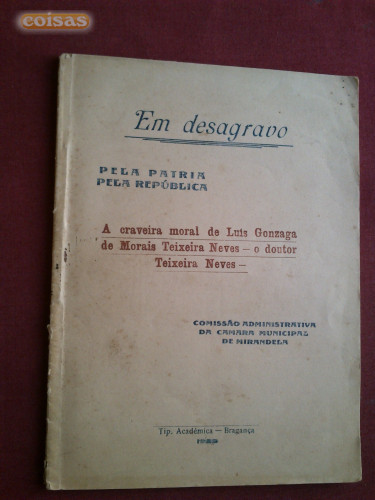 coisas
Em desagravo
PELA PATRIA
PELA REPÚBLICA
A craveira moral de Luis Gonzaga
de Morais Teixeira Neves — o doutor
Teixeira Neves —
COMISSÃO ADMINISTRATIVA
DA CAMARA MUNICIPAL
DE MIRANDELA
Tip. Académica — Bragança